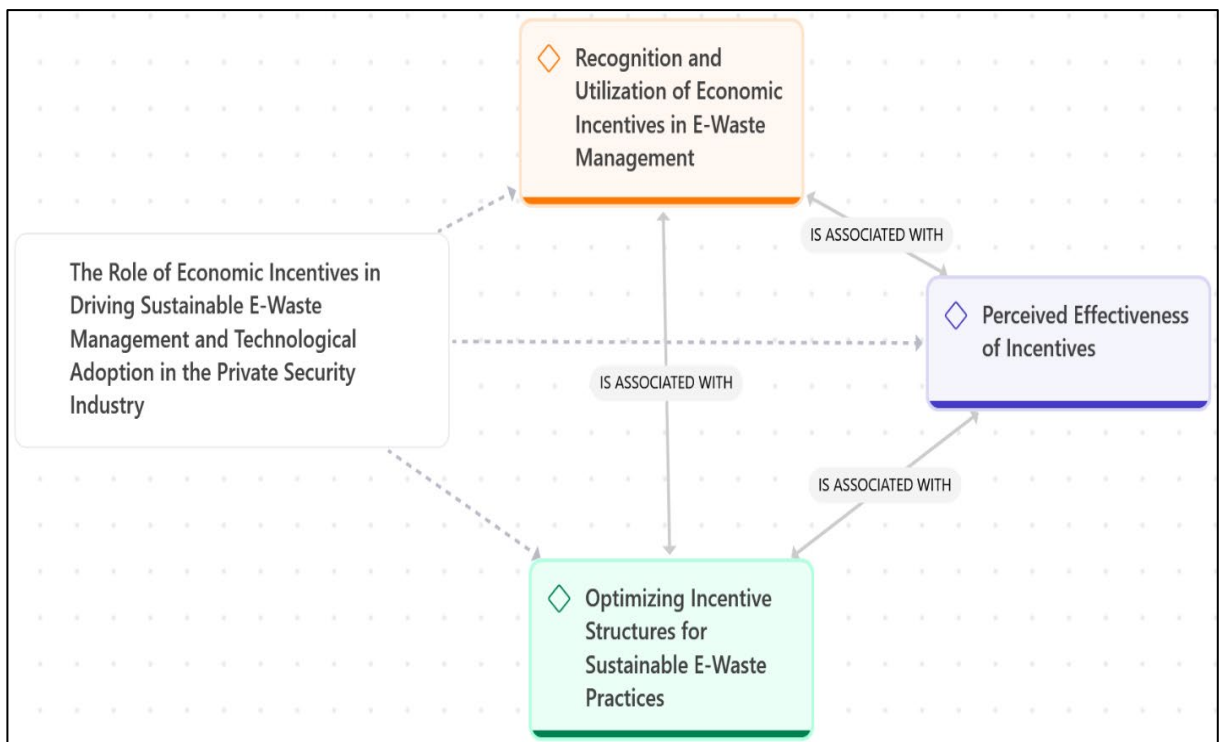 Recognition and
Utilization of Economic
Incentives in E-Waste
Management
IS ASSOCIATED WITH
The Role of Economic Incentives in
Driving Sustainable E-Waste
Management and Technological
Adoption in the Private Security
Industry
Perceived Effectiveness
of Incentives
IS ASSOCIATED WITH
IS ASSOCIATED WITH
Optimizing Incentive
Structures for
Sustainable E-Waste
Practices